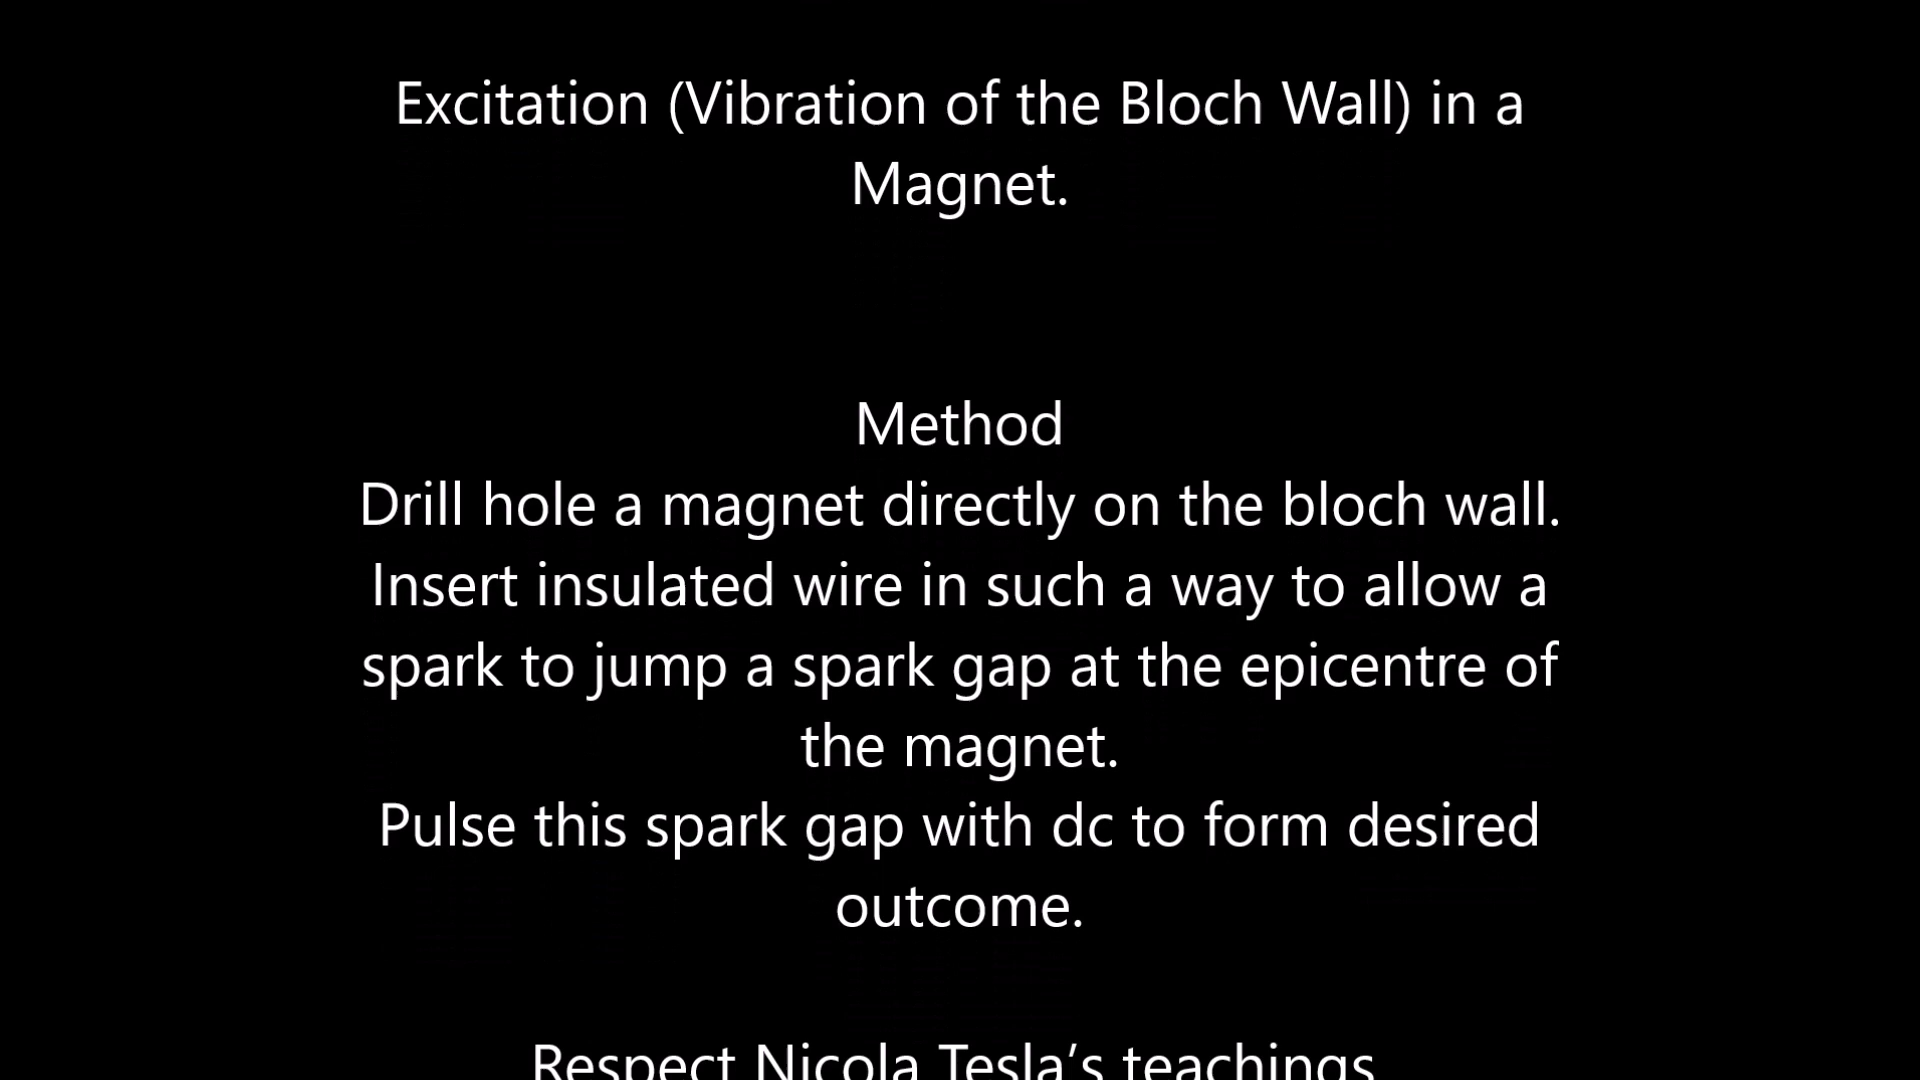 Excitation (Vibration of the Bloch Wall) in a
Magnet.
Method
Drill hole a magnet directly on the bloch wall.
Insert insulated wire in such a way to allow a
spark to jump a spark gap at the epicentre of
the magnet.
Pulse this spark gap with dc to form desired
outcome.
Respect Nicola Tesla’s teachings